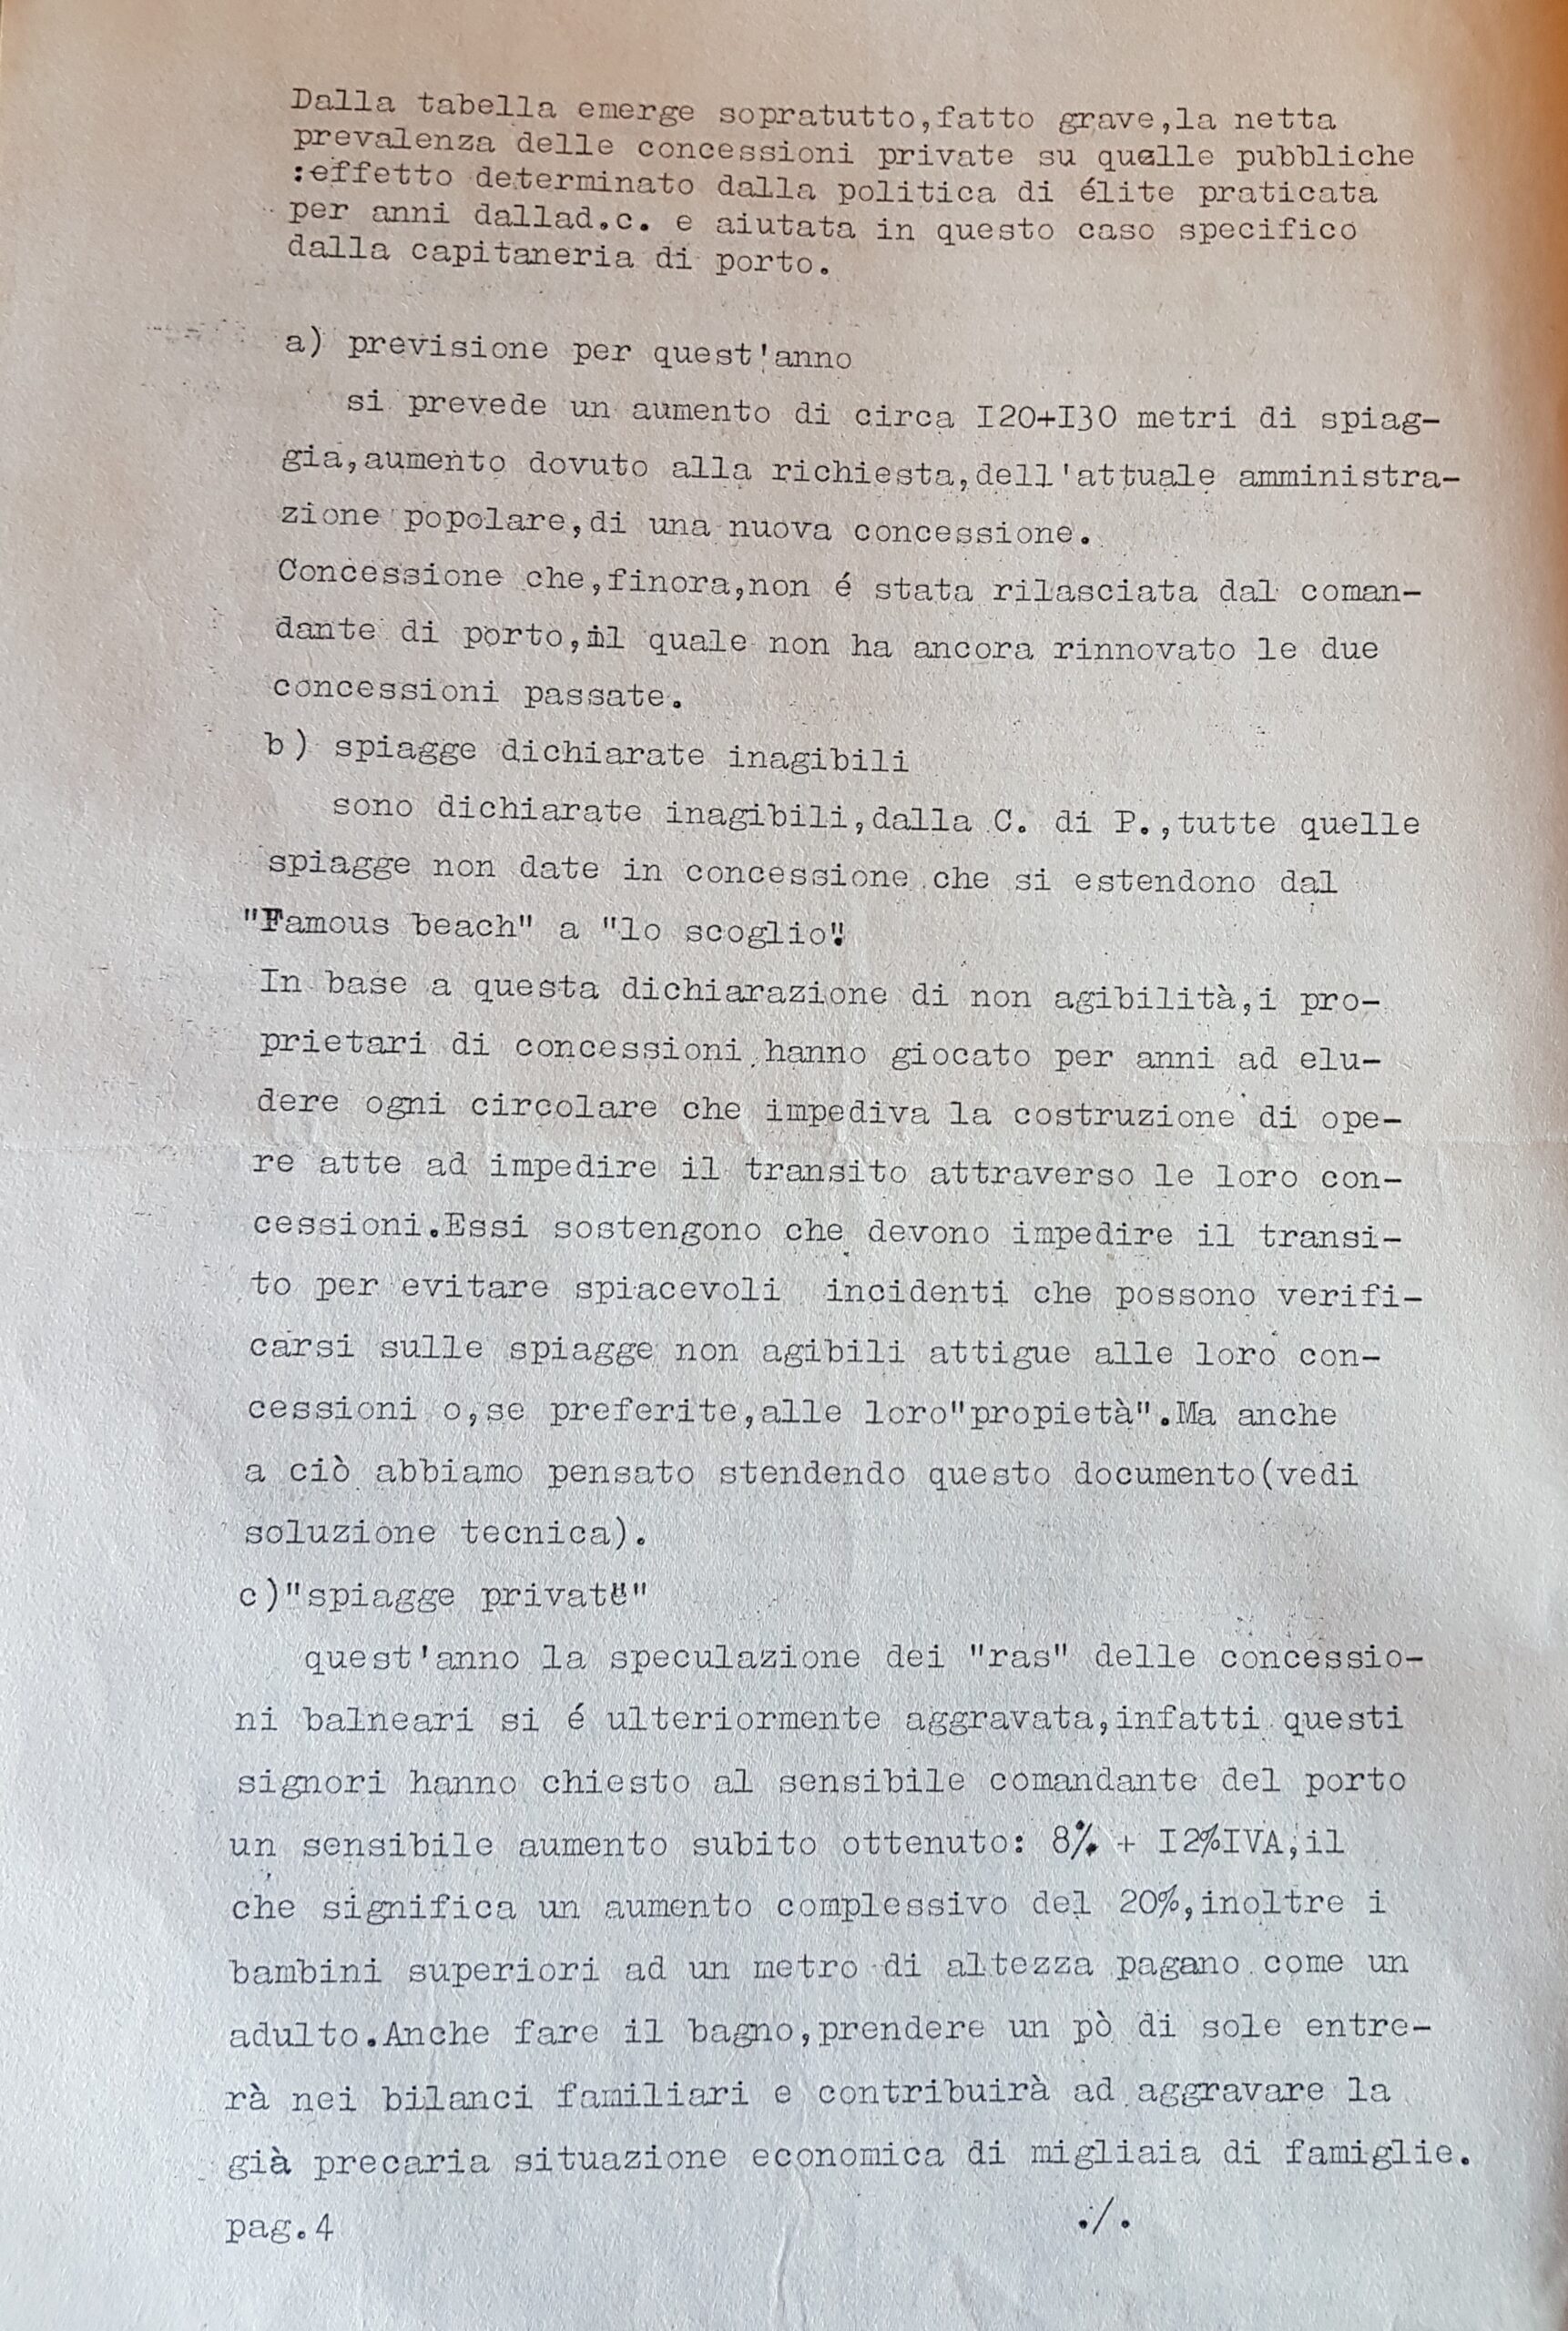 Dalla tabella emerge sopratutto,fatto grave,la netta
prevalenza delle concessioni private su quelle pubbliche
:effetto determinato dalla politica di élite praticata
per anni dallad.c. e aiutata in questo caso specifico
dalla capitaneria di porto.
a) previsione per quest'anno
si prevede un aumento di circa I20+I30 metri di spiag-
gia,aumento dovuto alla richiesta,dell'attuale amministra-
zione popolare,di una nuova concessione.
Concessione che,finora,non é stata rilasciata dal coman-
dante di porto,il quale non ha ancora rinnovato le due
concessioni passate.
b) spiagge dichiarate inagibili
sono dichiarate inagibili,dalla C. di P.,tutte quelle
spiagge non date in concessione che si estendono dal
"Famous beach" a "lo scoglio".
In base a questa dichiarazione di non agibilità,i pro-
prietari di concessioni hanno giocato per anni ad elu-
dere ogni circolare che impediva la costruzione di ope-
re atte ad impedire il transito attraverso le loro con-
cessioni.Essi sostengono che devono impedire il transi-
to per evitare spiacevoli incidenti che possono verifi-
carsi sulle spiagge non agibili attigue alle loro con-
cessioni o,se preferite,alle loro"propietà".Ma anche
a ciò abbiamo pensato stendendo questo documento(vedi
soluzione tecnica).
c)"spiagge private"
quest'anno la speculazione dei "ras" delle concessio-
ni balneari si é ulteriormente aggravata,infatti questi
signori hanno chiesto al sensibile comandante del porto
un sensibile aumento subito ottenuto: 8% + I2%IVA,il
che significa un aumento complessivo del 20%,inoltre i
bambini superiori ad un metro di altezza pagano come un
adulto.Anche fare il bagno,prendere un pò di sole entre-
rà nei bilanci familiari e contribuirà ad aggravare la
già precaria situazione economica di migliaia di famiglie.
pag.4 ./.